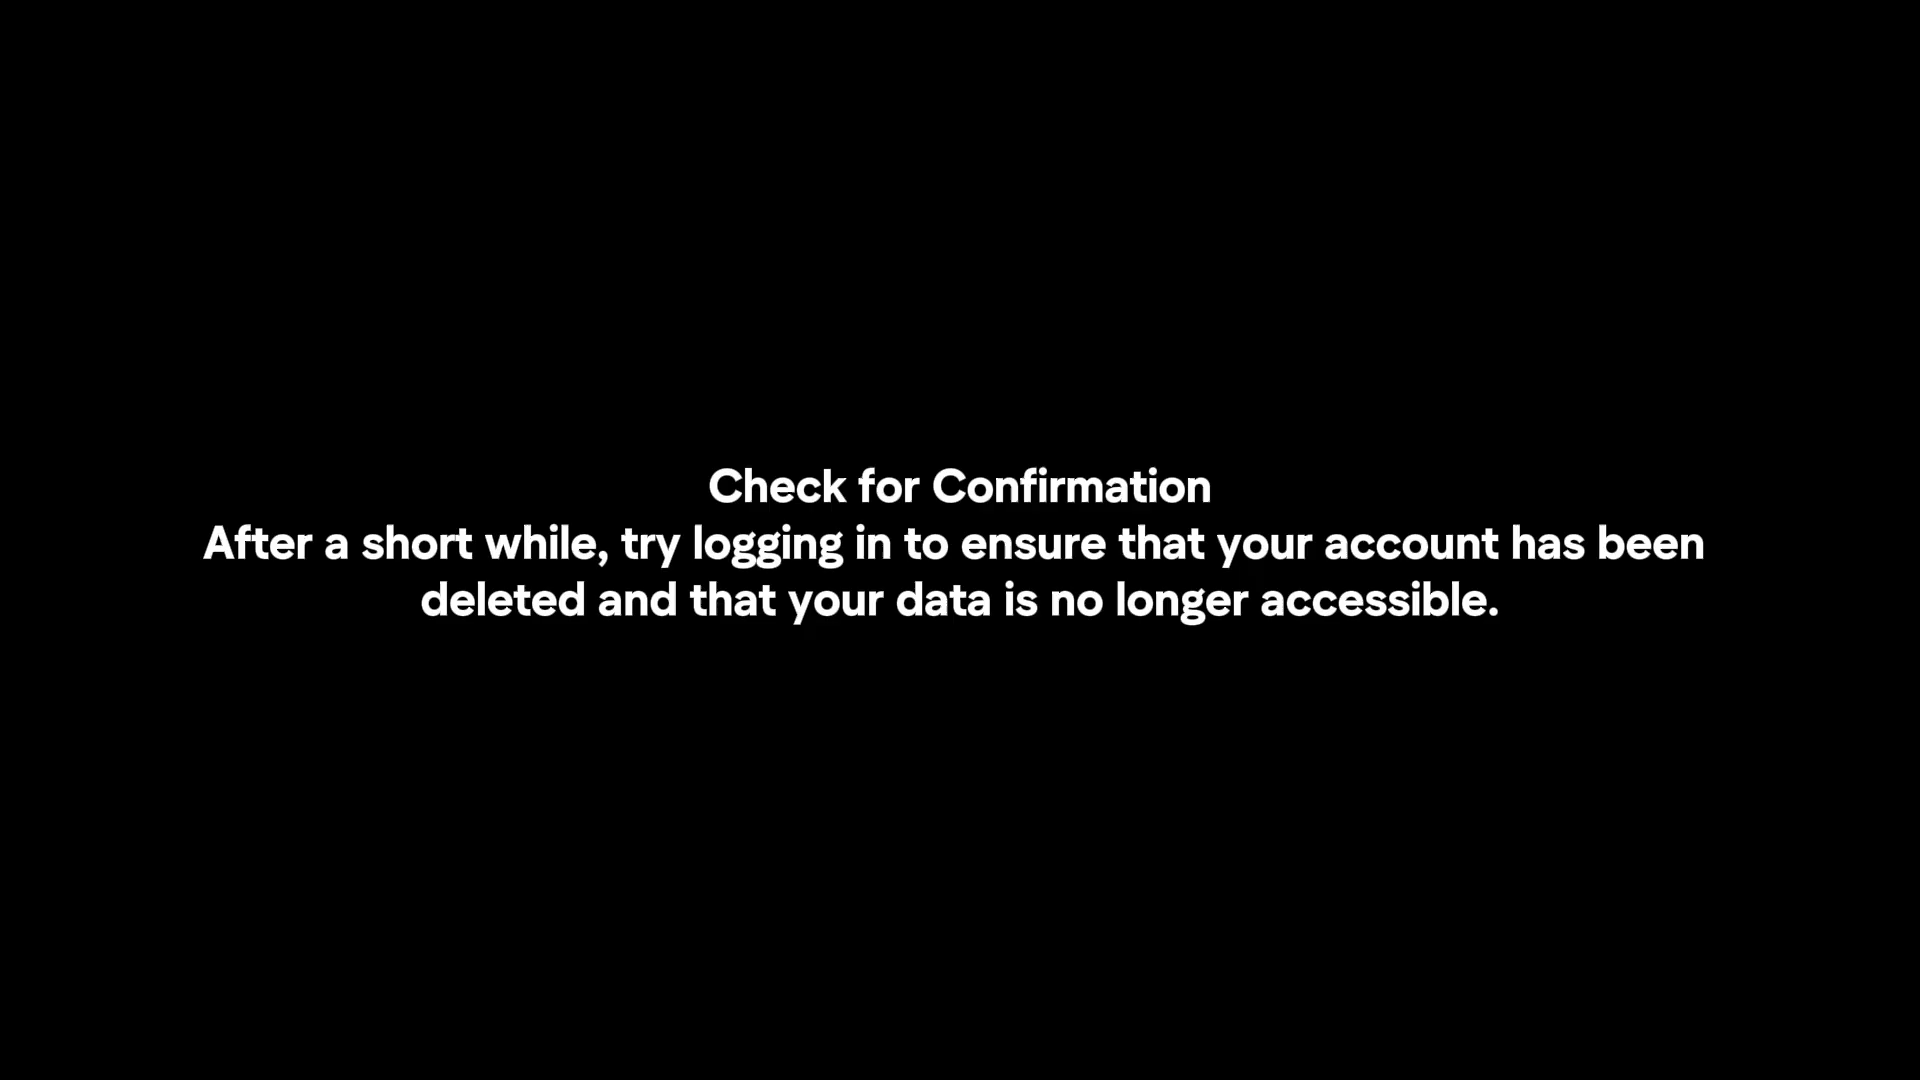 Check for Confirmation
After a short while, try logging in to ensure that your account has been
deleted and that your data is no longer accessible.